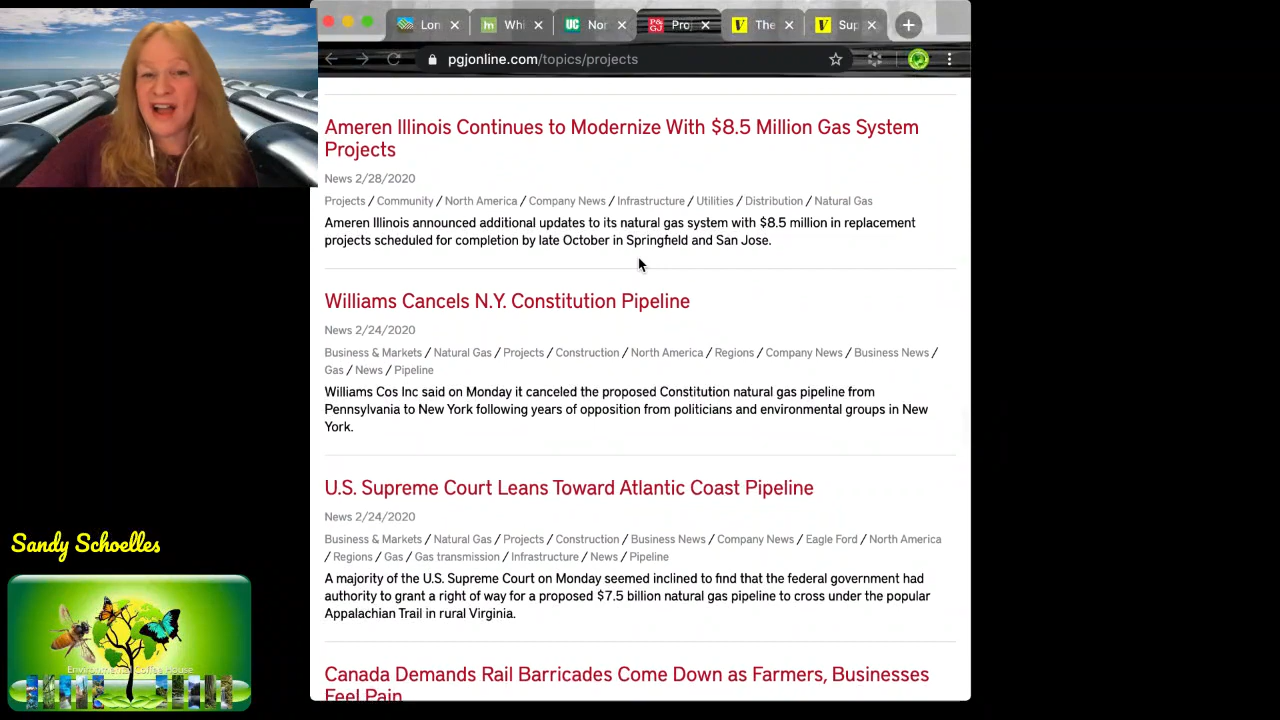 Lon
Whi
UC
Nor
P&
GJ
Proj
The
Sup
pgjonline.com/topics/projects
Ameren Illinois Continues to Modernize With $8.5 Million Gas System
Projects
News 2/28/2020
Projects / Community / North America / Company News / Infrastructure / Utilities / Distribution / Natural Gas
Ameren Illinois announced additional updates to its natural gas system with $8.5 million in replacement
projects scheduled for completion by late October in Springfield and San Jose.
Williams Cancels N.Y. Constitution Pipeline
News 2/24/2020
Business & Markets / Natural Gas / Projects / Construction / North America / Regions / Company News / Business News /
Gas / News / Pipeline
Williams Cos Inc said on Monday it canceled the proposed Constitution natural gas pipeline from
Pennsylvania to New York following years of opposition from politicians and environmental groups in New
York.
U.S. Supreme Court Leans Toward Atlantic Coast Pipeline
News 2/24/2020
Business & Markets / Natural Gas / Projects / Construction / Business News / Company News / Eagle Ford / North America
/ Regions / Gas / Gas transmission / Infrastructure / News / Pipeline
A majority of the U.S. Supreme Court on Monday seemed inclined to find that the federal government had
authority to grant a right of way for a proposed $7.5 billion natural gas pipeline to cross under the popular
Appalachian Trail in rural Virginia.
Canada Demands Rail Barricades Come Down as Farmers, Businesses
Feel Pain
Sandy Schoelles
Environmental Coffee House